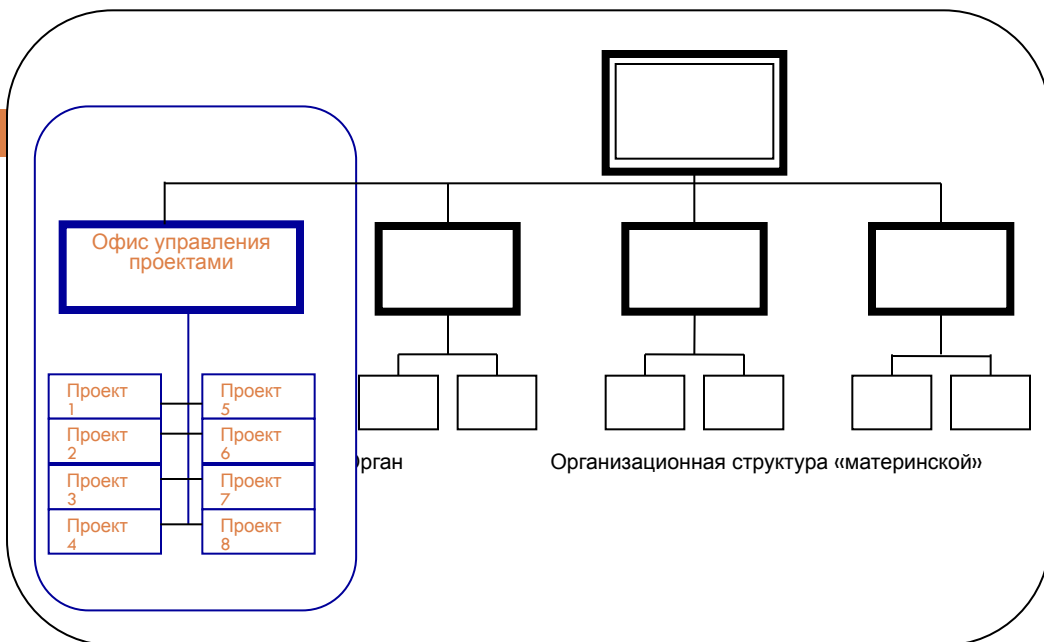 Офис управления
проектами
Проект
1
Проект
5
Проект
2
Проект
6
Проект
3
Проект
7
Проект
4
Проект
8
Организационная структура «материнской»